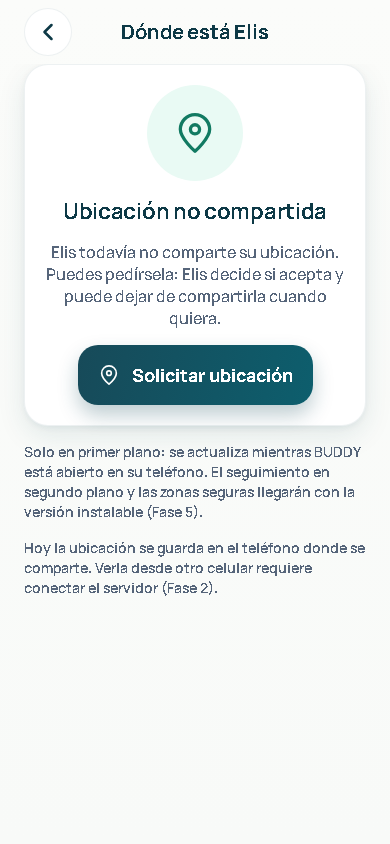 Dónde está Elis
Ubicación no compartida
Elis todavía no comparte su ubicación.
Puedes pedírsela: Elis decide si acepta y
puede dejar de compartirla cuando
quiera.
Solicitar ubicación
Solo en primer plano: se actualiza mientras BUDDY
está abierto en su teléfono. El seguimiento en
segundo plano y las zonas seguras llegarán con la
versión instalable (Fase 5).
Hoy la ubicación se guarda en el teléfono donde se
comparte. Verla desde otro celular requiere
conectar el servidor (Fase 2).